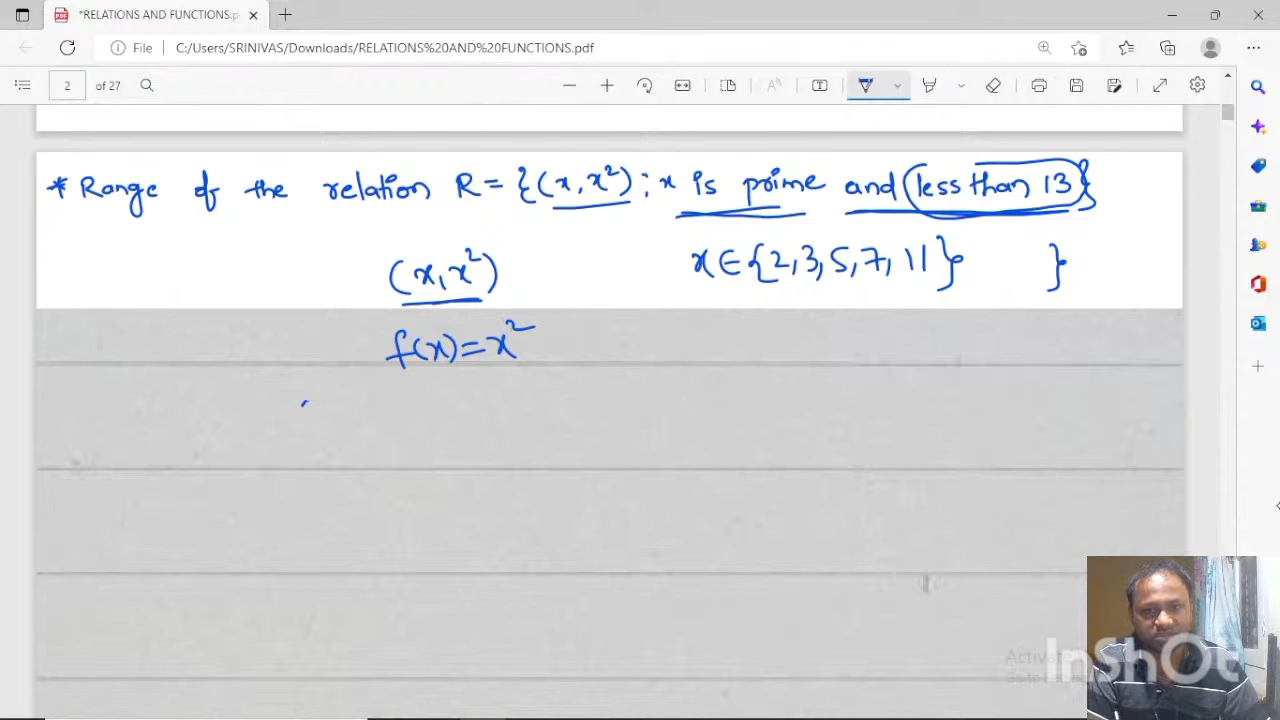 *RELATIONS AND FUNCTIONS.p
File C:/Users/SRINIVAS/Downloads/RELATIONS%20AND%20FUNCTIONS.pdf
2 of 27
* Range of the relation R = {(x, x²) : x is prime and less than 13}
(x, x²) x ∈ {2, 3, 5, 7, 11} }
f(x) = x²
Activate
InShOt